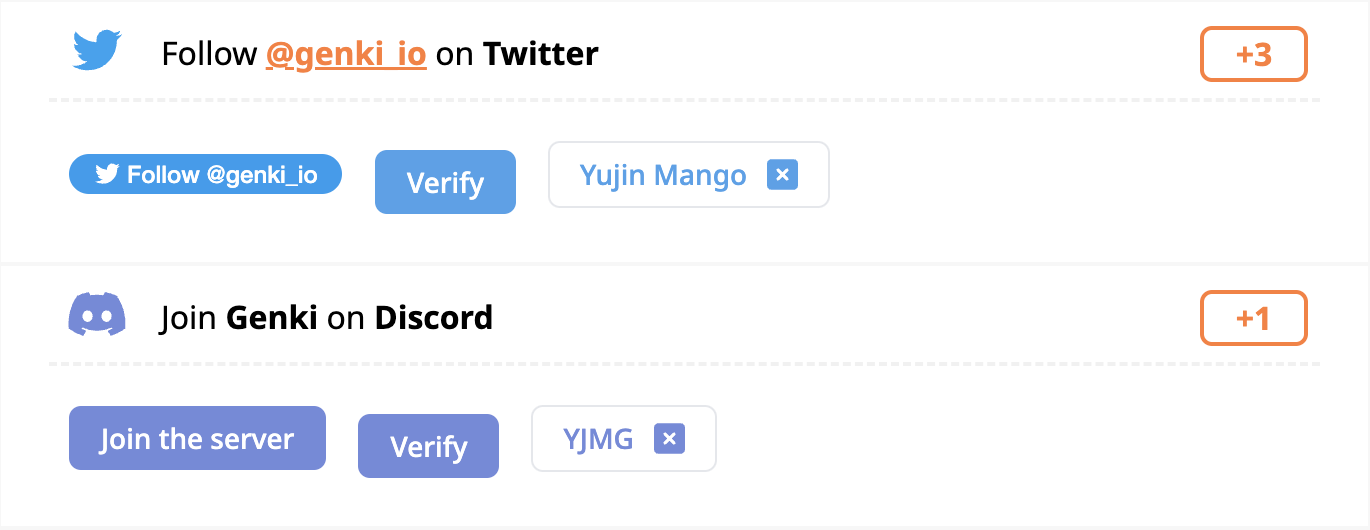 Follow @genki_io on Twitter
+3
Follow @genki_io
Verify
Yujin Mango
Join Genki on Discord
+1
Join the server
Verify
YJMG